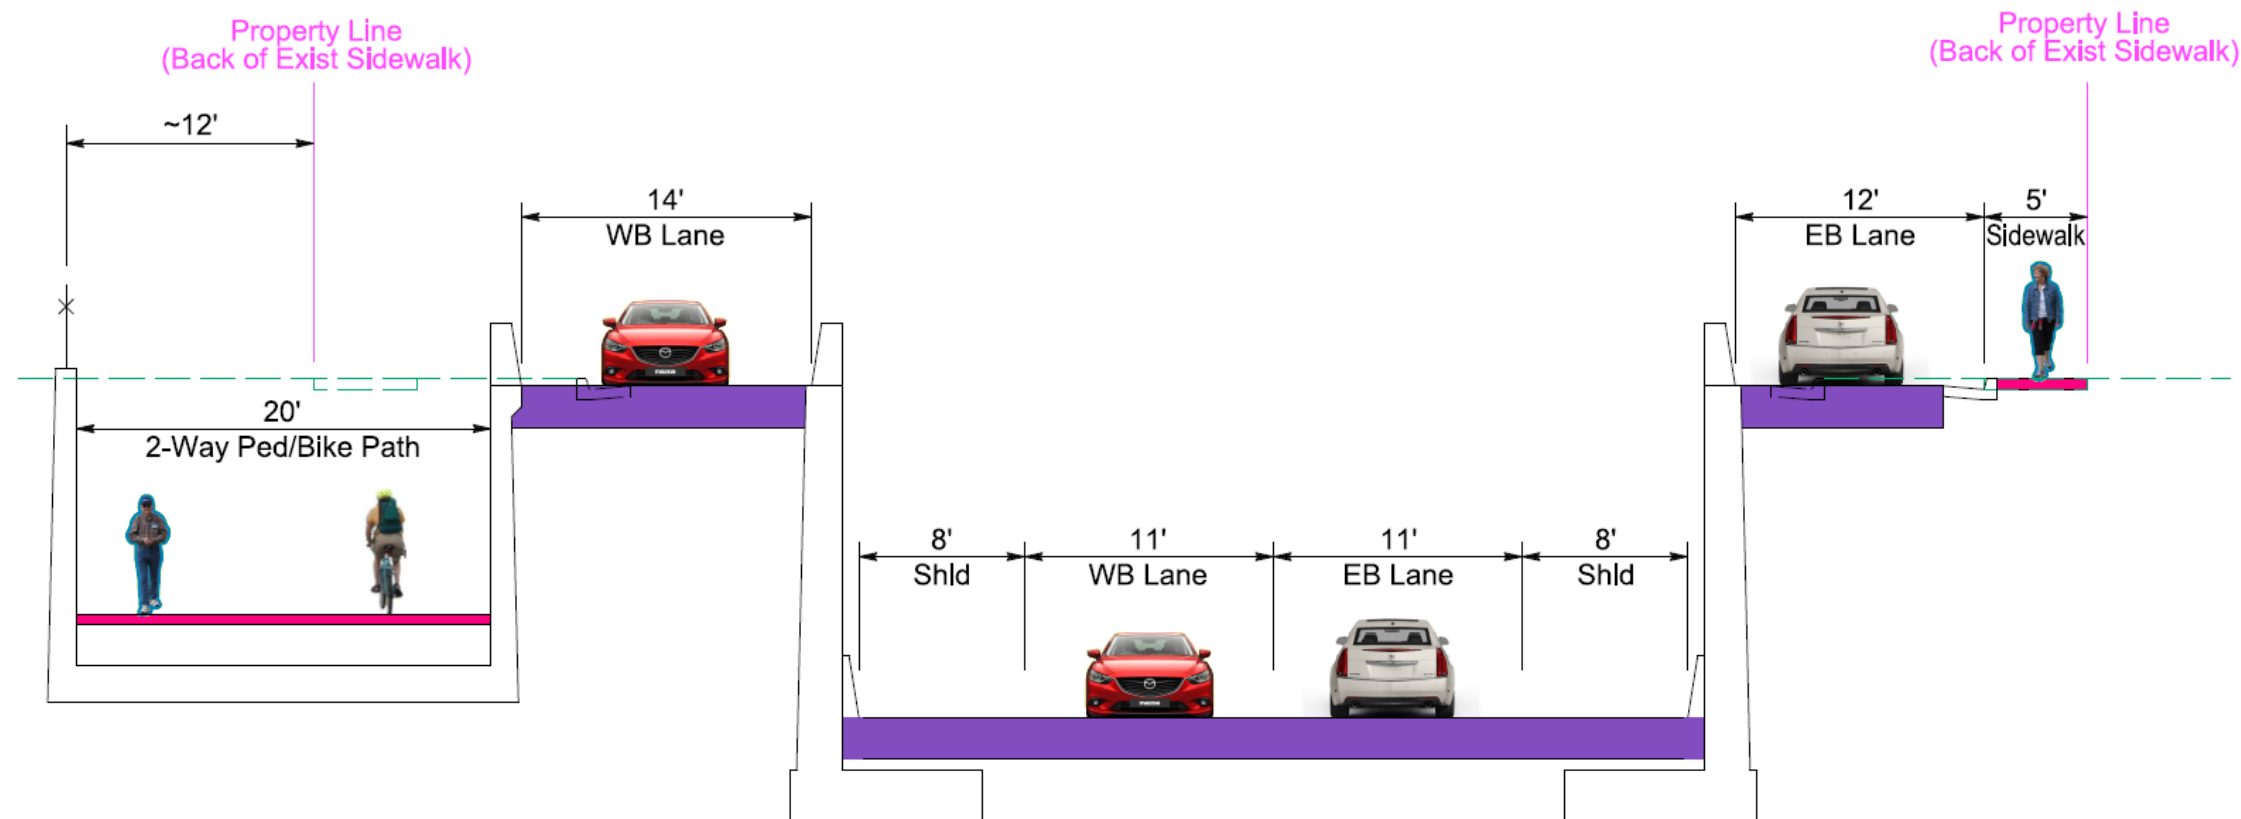 Property Line
(Back of Exist Sidewalk)
Property Line
(Back of Exist Sidewalk)
~12'
14'
WB Lane
12'
EB Lane
5'
Sidewalk
20'
2-Way Ped/Bike Path
8'
Shld
11'
WB Lane
11'
EB Lane
8'
Shld